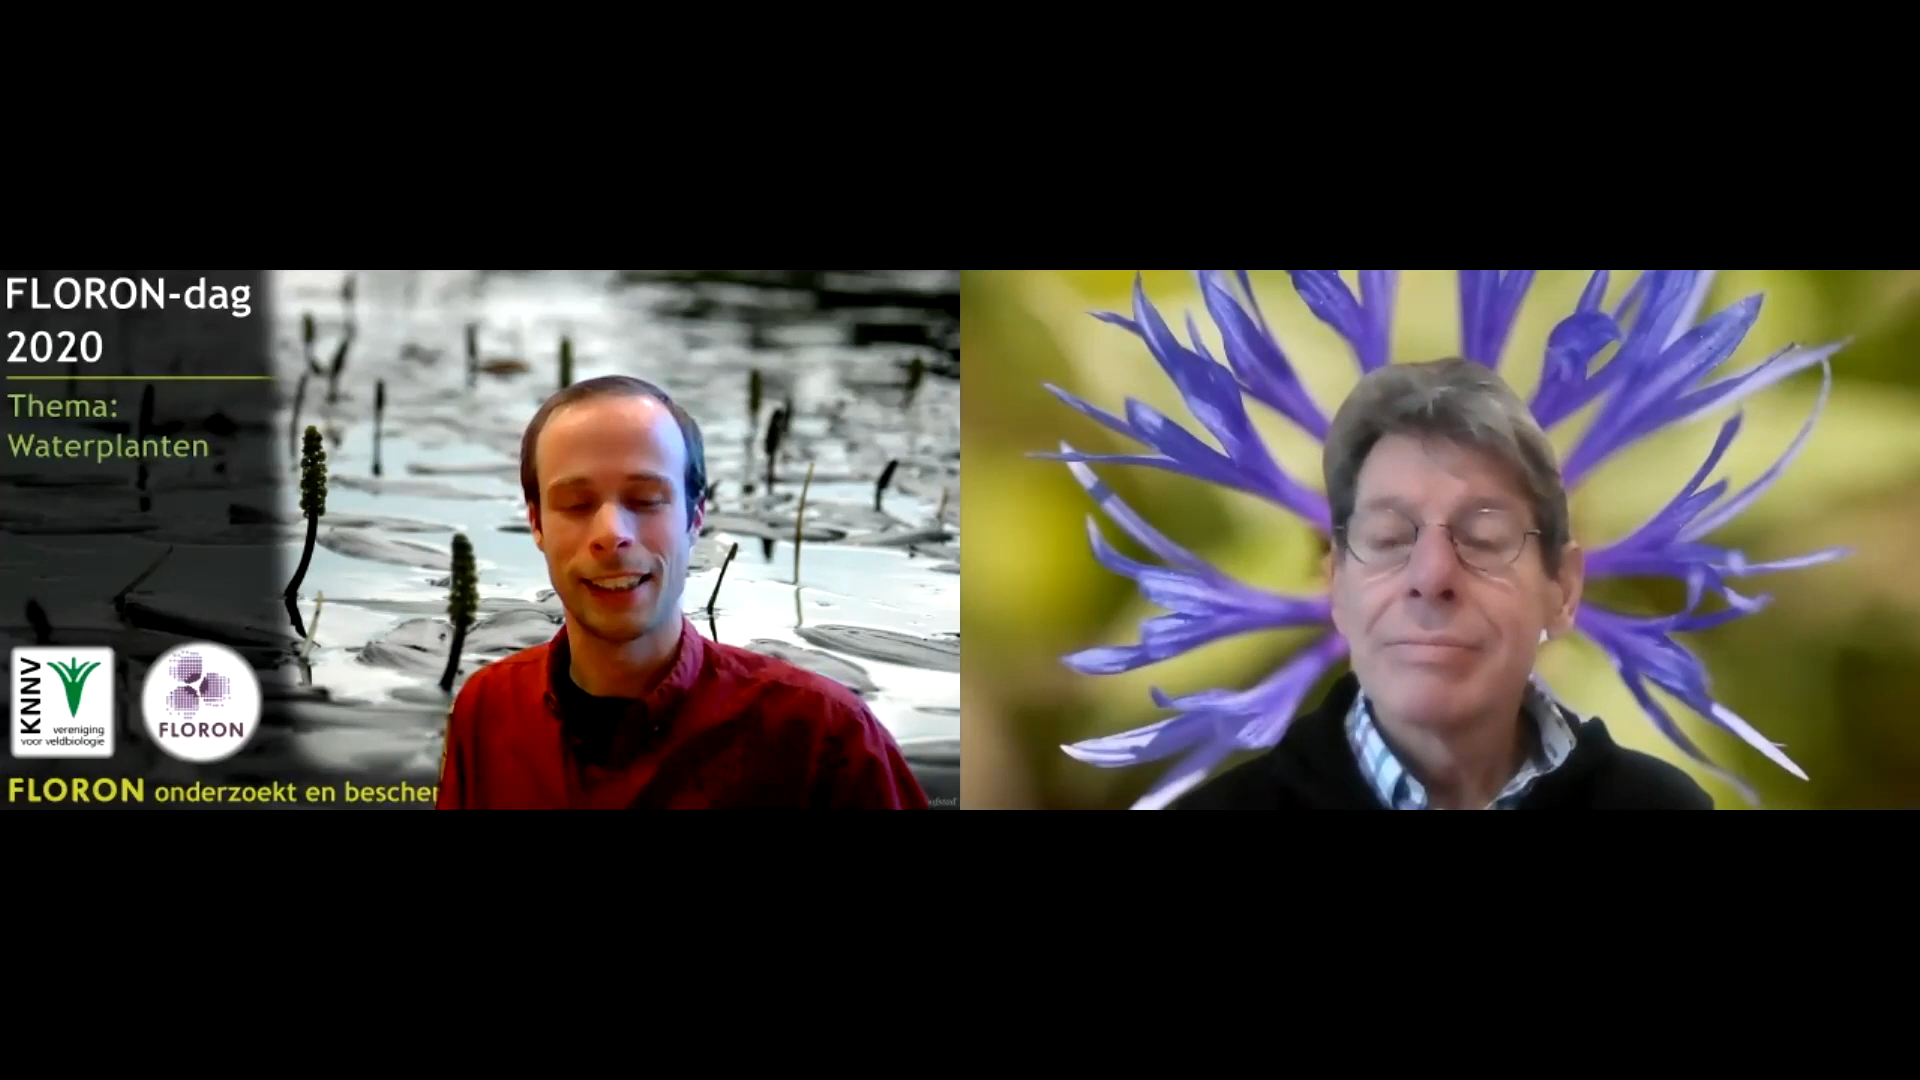 FLORON-dag
2020
Thema:
Waterplanten
KNNV
vereniging
voor veldbiologie
FLORON
FLORON onderzoekt en bescher